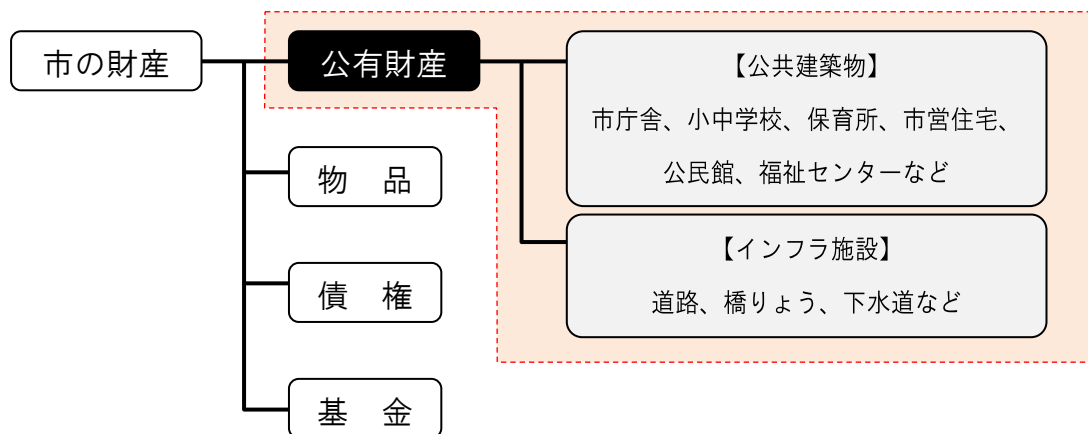 市の財産
公有財産
【公共建築物】
市庁舎、小中学校、保育所、市営住宅、
公民館、福祉センターなど
【インフラ施設】
道路、橋りょう、下水道など
物　品
債　権
基　金